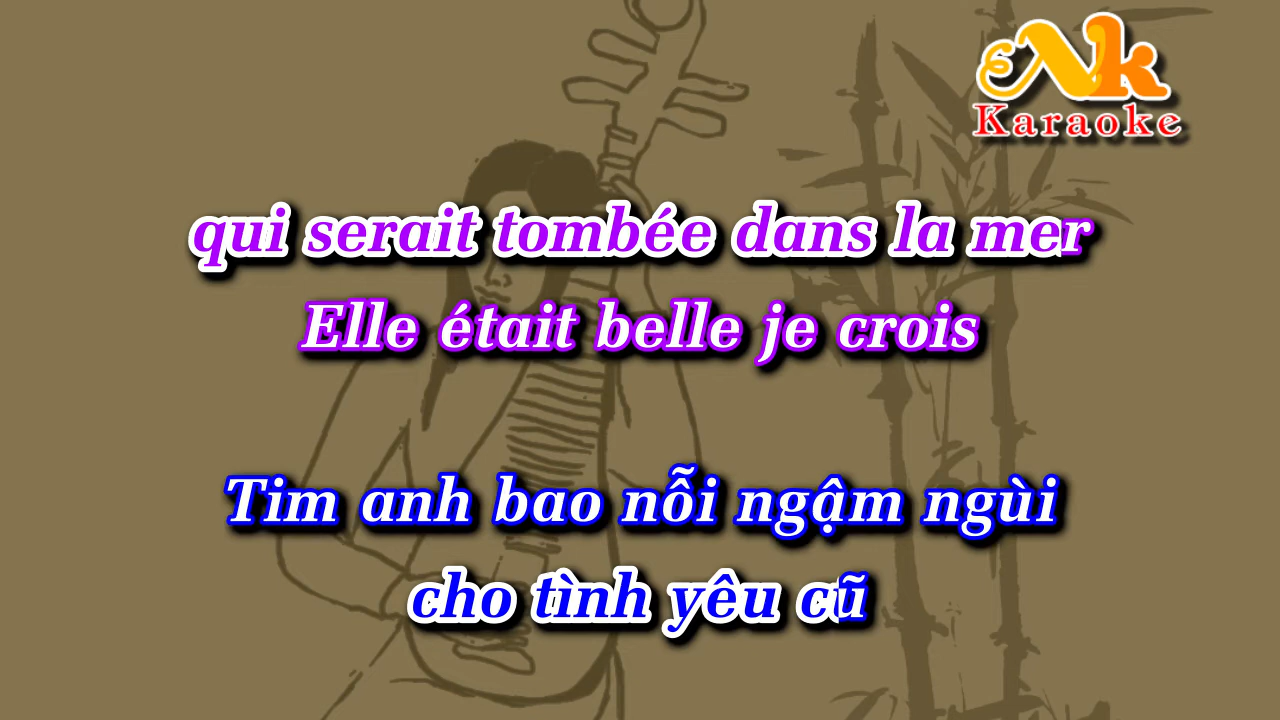 Nk
Karaoke
qui serait tombée dans la mer
Elle était belle je crois
Tim anh bao nỗi ngậm ngùi
cho tình yêu cũ